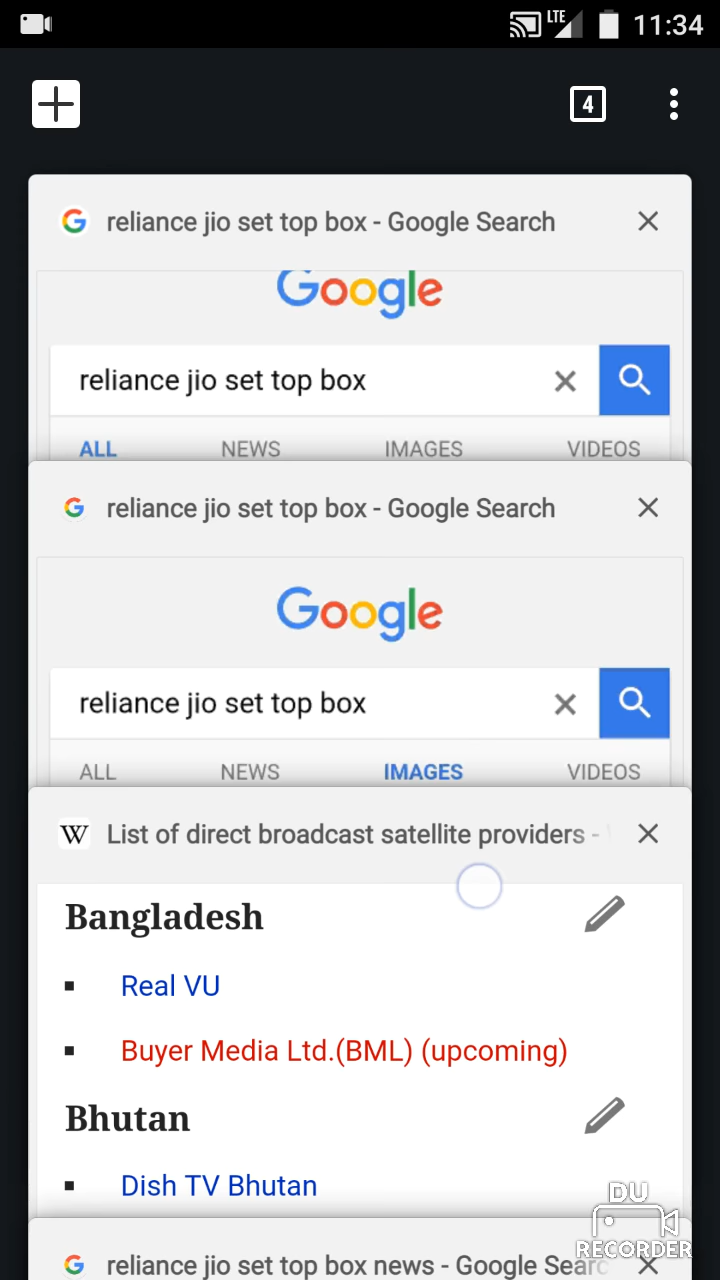 LTE 11:34
4
reliance jio set top box - Google Search
Google
reliance jio set top box
ALL NEWS IMAGES VIDEOS
reliance jio set top box - Google Search
Google
reliance jio set top box
ALL NEWS IMAGES VIDEOS
W List of direct broadcast satellite providers -
Bangladesh
Real VU
Buyer Media Ltd.(BML) (upcoming)
Bhutan
Dish TV Bhutan
DU
RECORDER
reliance jio set top box news - Google Searc